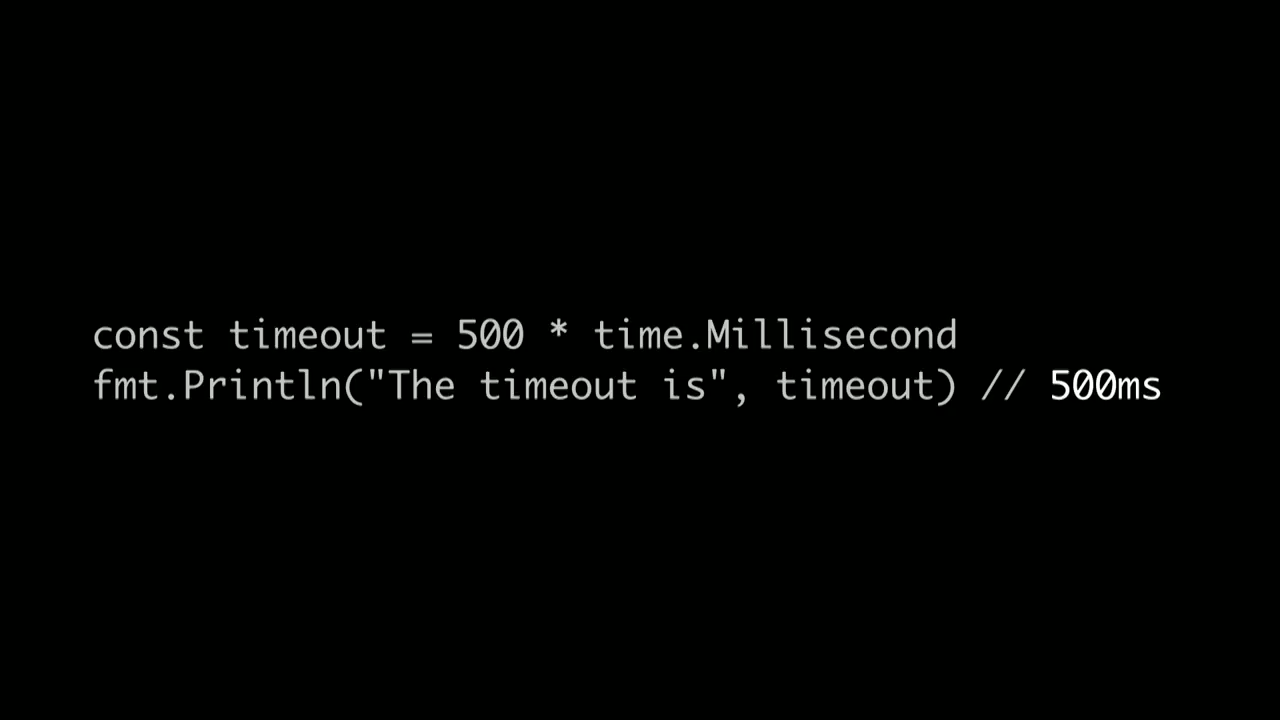 const timeout = 500 * time.Millisecond
fmt.Println("The timeout is", timeout) // 500ms